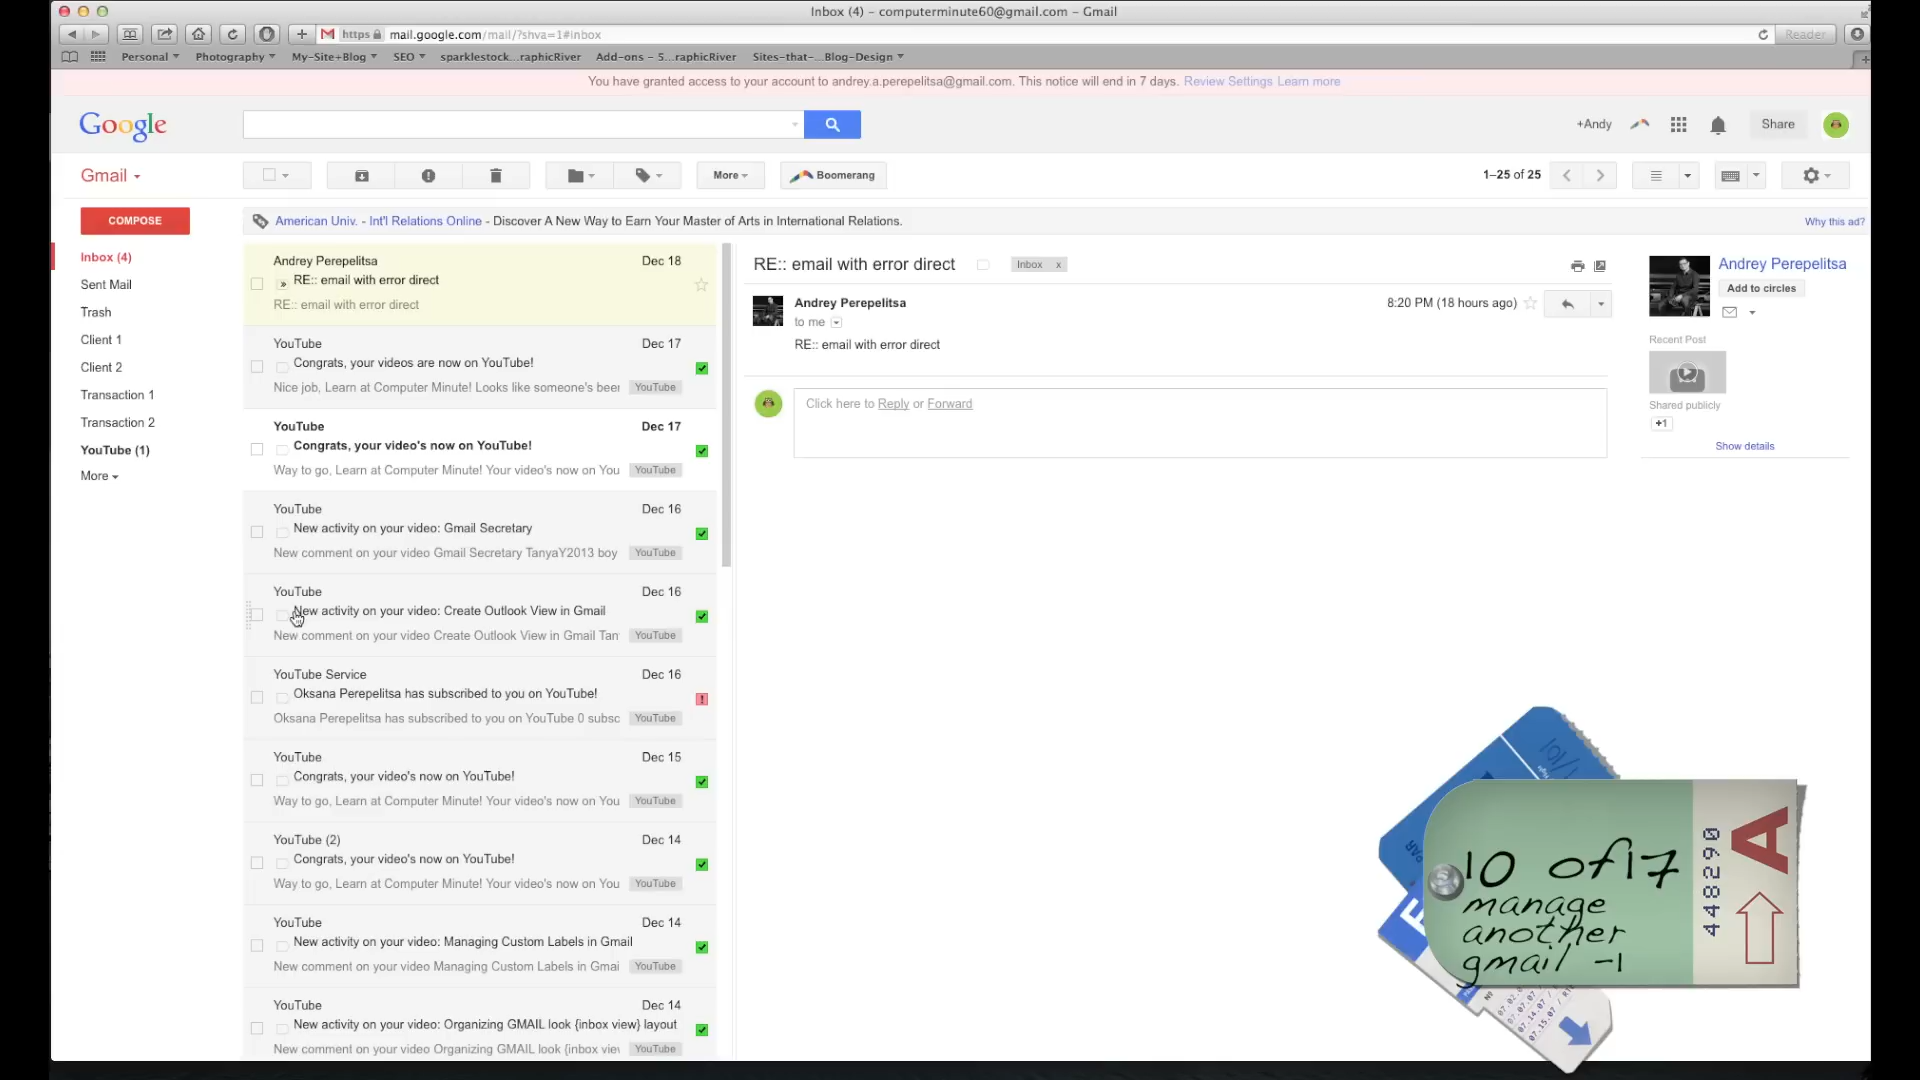 Inbox (4) – computerminute60@gmail.com – Gmail
https mail.google.com/mail/?shva=1#inbox
Reader
Personal Photography My-Site+Blog SEO sparklestock...raphicRiver Add-ons - 5...raphicRiver Sites-that-...Blog-Design
You have granted access to your account to andrey.a.perepelitsa@gmail.com. This notice will end in 7 days. Review Settings Learn more
Google
+Andy
Share
Gmail
More
Boomerang
1–25 of 25
COMPOSE
Inbox (4)
Sent Mail
Trash
Client 1
Client 2
Transaction 1
Transaction 2
YouTube (1)
More
American Univ. - Int'l Relations Online - Discover A New Way to Earn Your Master of Arts in International Relations.
Why this ad?
Andrey Perepelitsa Dec 18
» RE:: email with error direct
RE:: email with error direct
YouTube Dec 17
Congrats, your videos are now on YouTube!
Nice job, Learn at Computer Minute! Looks like someone's been YouTube
YouTube Dec 17
Congrats, your video's now on YouTube!
Way to go, Learn at Computer Minute! Your video's now on You YouTube
YouTube Dec 16
New activity on your video: Gmail Secretary
New comment on your video Gmail Secretary TanyaY2013 boy YouTube
YouTube Dec 16
New activity on your video: Create Outlook View in Gmail
New comment on your video Create Outlook View in Gmail Tan YouTube
YouTube Service Dec 16
Oksana Perepelitsa has subscribed to you on YouTube!
Oksana Perepelitsa has subscribed to you on YouTube 0 subsc YouTube
YouTube Dec 15
Congrats, your video's now on YouTube!
Way to go, Learn at Computer Minute! Your video's now on You YouTube
YouTube (2) Dec 14
Congrats, your video's now on YouTube!
Way to go, Learn at Computer Minute! Your video's now on You YouTube
YouTube Dec 14
New activity on your video: Managing Custom Labels in Gmail
New comment on your video Managing Custom Labels in Gmai YouTube
YouTube Dec 14
New activity on your video: Organizing GMAIL look {inbox view} layout
New comment on your video Organizing GMAIL look {inbox view YouTube
RE:: email with error direct
Inbox x
Andrey Perepelitsa
8:20 PM (18 hours ago)
to me
RE:: email with error direct
Click here to Reply or Forward
Andrey Perepelitsa
Add to circles
Recent Post
Shared publicly
+1
Show details
10 of 17
manage
another
gmail -1
448290
A